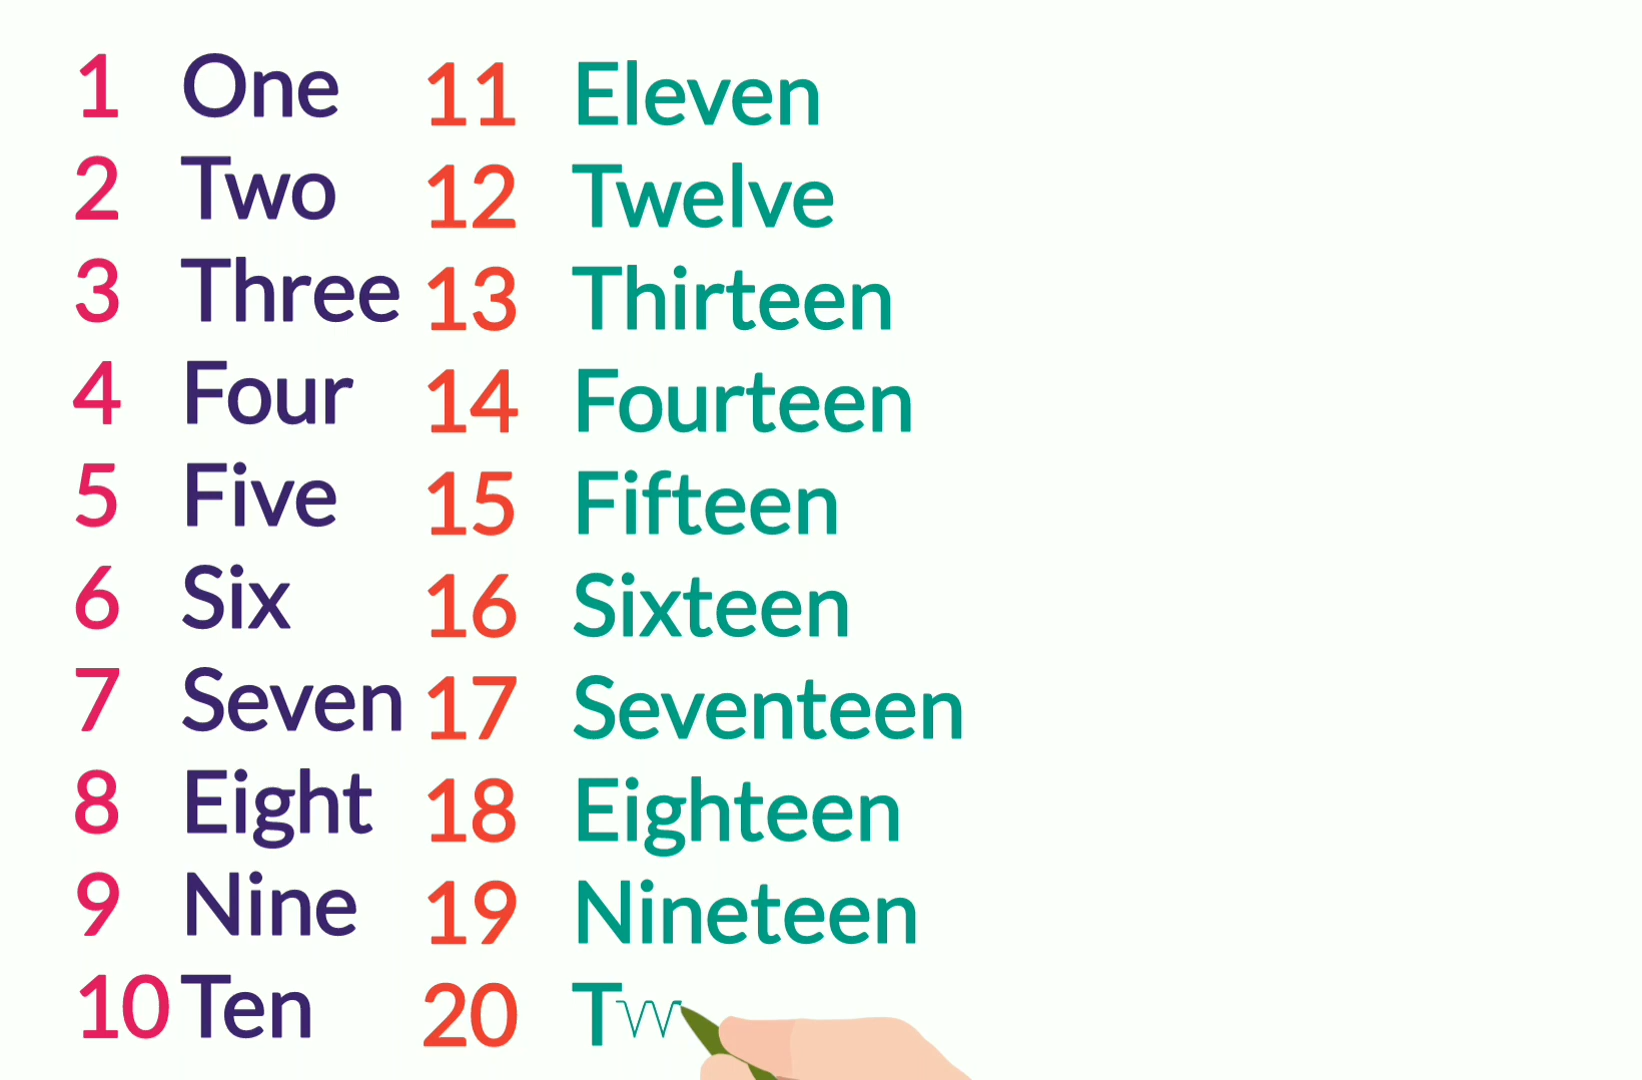 1 One
2 Two
3 Three
4 Four
5 Five
6 Six
7 Seven
8 Eight
9 Nine
10 Ten
11 Eleven
12 Twelve
13 Thirteen
14 Fourteen
15 Fifteen
16 Sixteen
17 Seventeen
18 Eighteen
19 Nineteen
20 Tw